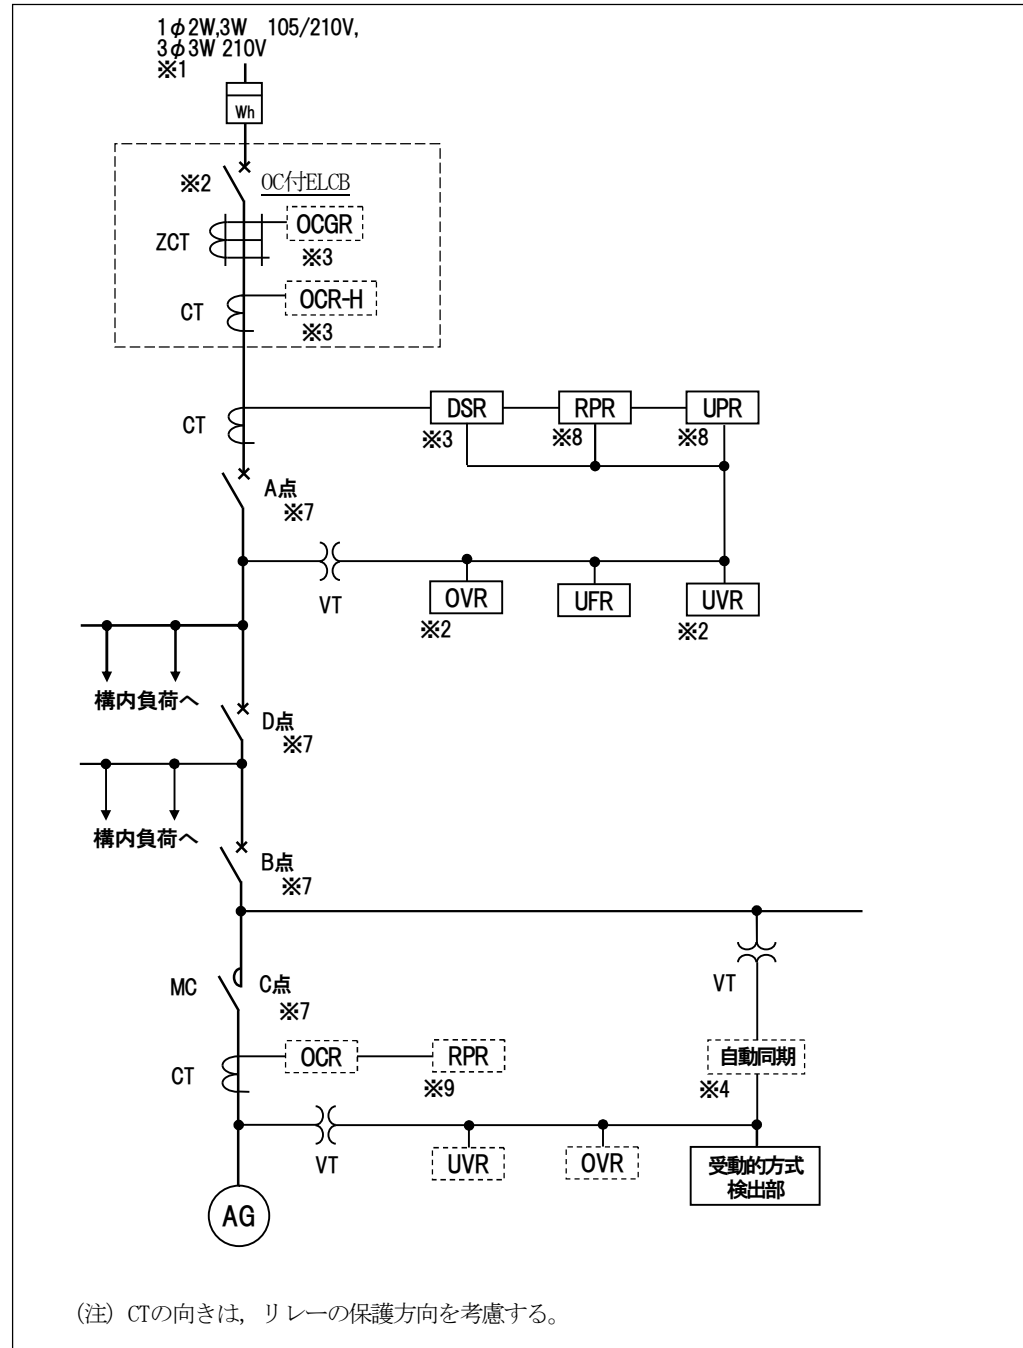 1φ2W,3W 105/210V,
3φ3W 210V
※1
Wh
※2
OC付ELCB
OCGR
ZCT
※3
OCR-H
CT
※3
DSR
RPR
UPR
CT
※3
※8
※8
A点
※7
VT
OVR
UFR
UVR
※2
※2
構内負荷へ
D点
※7
構内負荷へ
B点
※7
MC
C点
※7
VT
OCR
RPR
自動同期
CT
※9
※4
VT
UVR
OVR
受動的方式
検出部
AG
(注) CTの向きは，リレーの保護方向を考慮する。